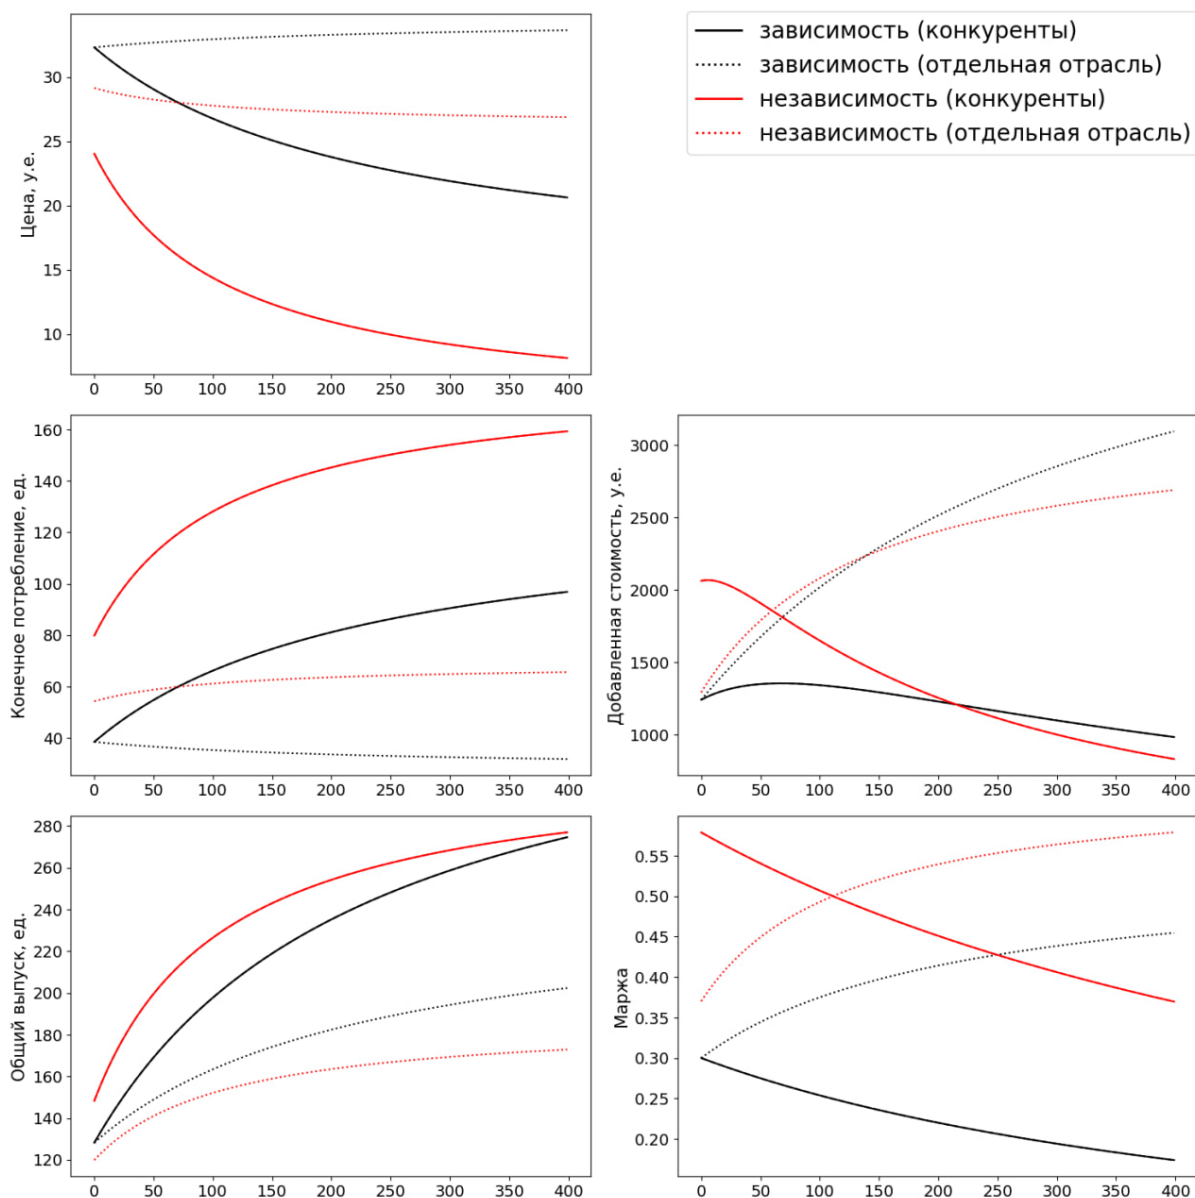 зависимость (конкуренты)
зависимость (отдельная отрасль)
независимость (конкуренты)
независимость (отдельная отрасль)
Цена, у.е.
30
25
20
15
10
0 50 100 150 200 250 300 350 400
Конечное потребление, ед.
160
140
120
100
80
60
40
0 50 100 150 200 250 300 350 400
Добавленная стоимость, у.е.
3000
2500
2000
1500
1000
0 50 100 150 200 250 300 350 400
Общий выпуск, ед.
280
260
240
220
200
180
160
140
120
0 50 100 150 200 250 300 350 400
Маржа
0.55
0.50
0.45
0.40
0.35
0.30
0.25
0.20
0 50 100 150 200 250 300 350 400